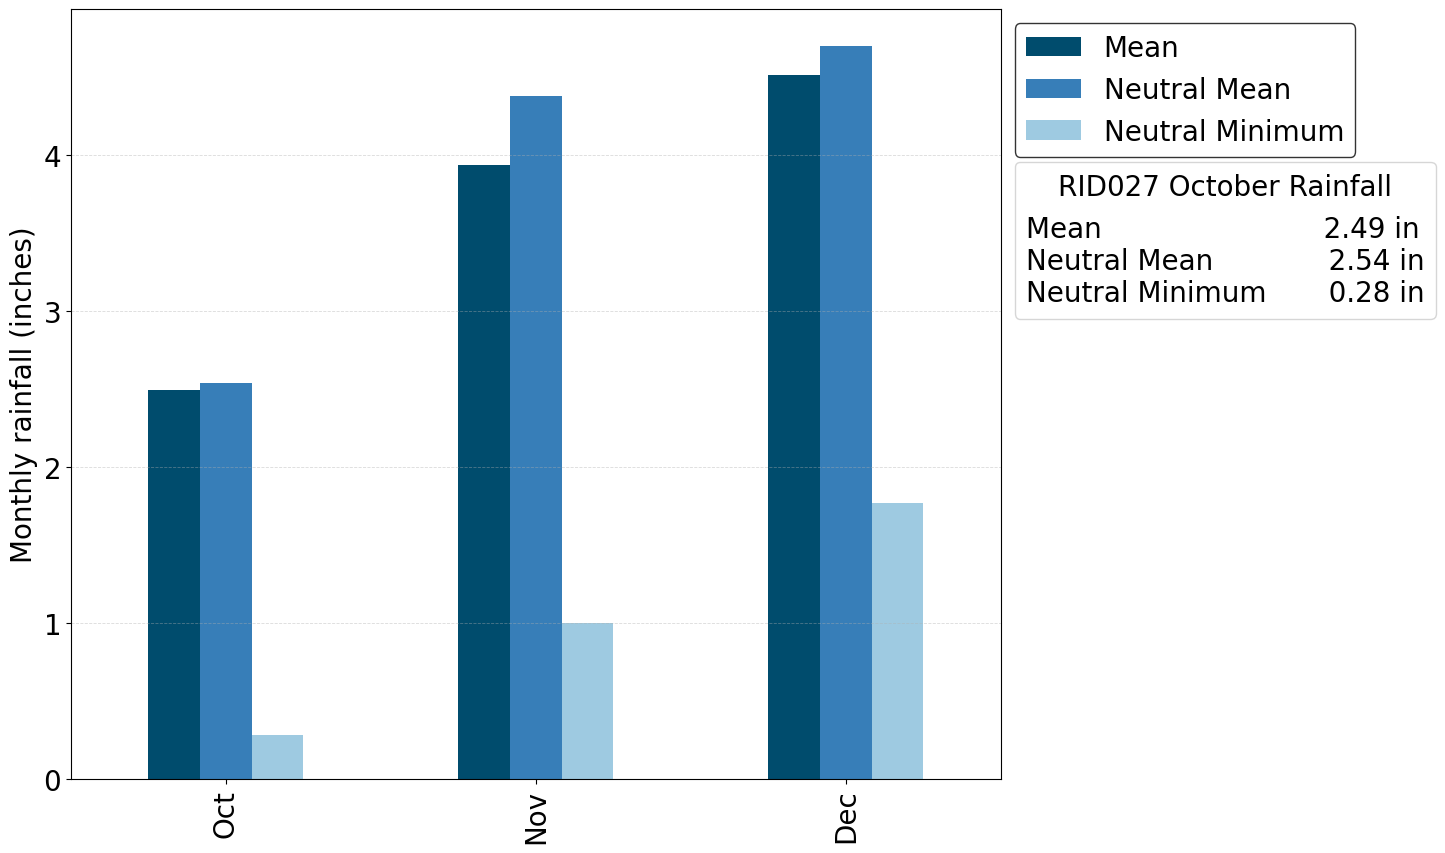 Monthly rainfall (inches)
4
3
2
1
0
Oct
Nov
Dec
Mean
Neutral Mean
Neutral Minimum
RID027 October Rainfall
Mean 2.49 in
Neutral Mean 2.54 in
Neutral Minimum 0.28 in